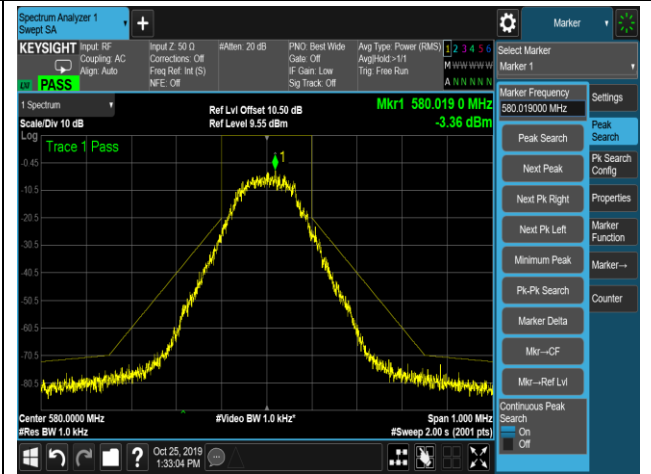 Spectrum Analyzer 1
Swept SA
Marker
KEYSIGHT
Input: RF
Coupling: AC
Align: Auto
Input Z: 50 Ω
Corrections: Off
Freq Ref: Int (S)
NFE: Off
#Atten: 20 dB
PNO: Best Wide
Gate: Off
IF Gain: Low
Sig Track: Off
Avg Type: Power (RMS)
Avg|Hold:>1/1
Trig: Free Run
1 2 3 4 5 6
M W W W W W
A N N N N N
PASS
Select Marker
Marker 1
1 Spectrum
Scale/Div 10 dB
Ref Lvl Offset 10.50 dB
Ref Level 9.55 dBm
Mkr1 580.019 0 MHz
-3.36 dBm
Log
Trace 1 Pass
1
-0.45
-10.5
-20.5
-30.5
-40.5
-50.5
-60.5
-70.5
-80.5
Center 580.0000 MHz
#Res BW 1.0 kHz
#Video BW 1.0 kHz*
Span 1.000 MHz
#Sweep 2.00 s (2001 pts)
Marker Frequency
580.019000 MHz
Peak Search
Next Peak
Next Pk Right
Next Pk Left
Minimum Peak
Pk-Pk Search
Marker Delta
Mkr→CF
Mkr→Ref Lvl
Continuous Peak
Search
On
Off
Settings
Peak
Search
Pk Search
Config
Properties
Marker
Function
Marker→
Counter
?
Oct 25, 2019
1:33:04 PM